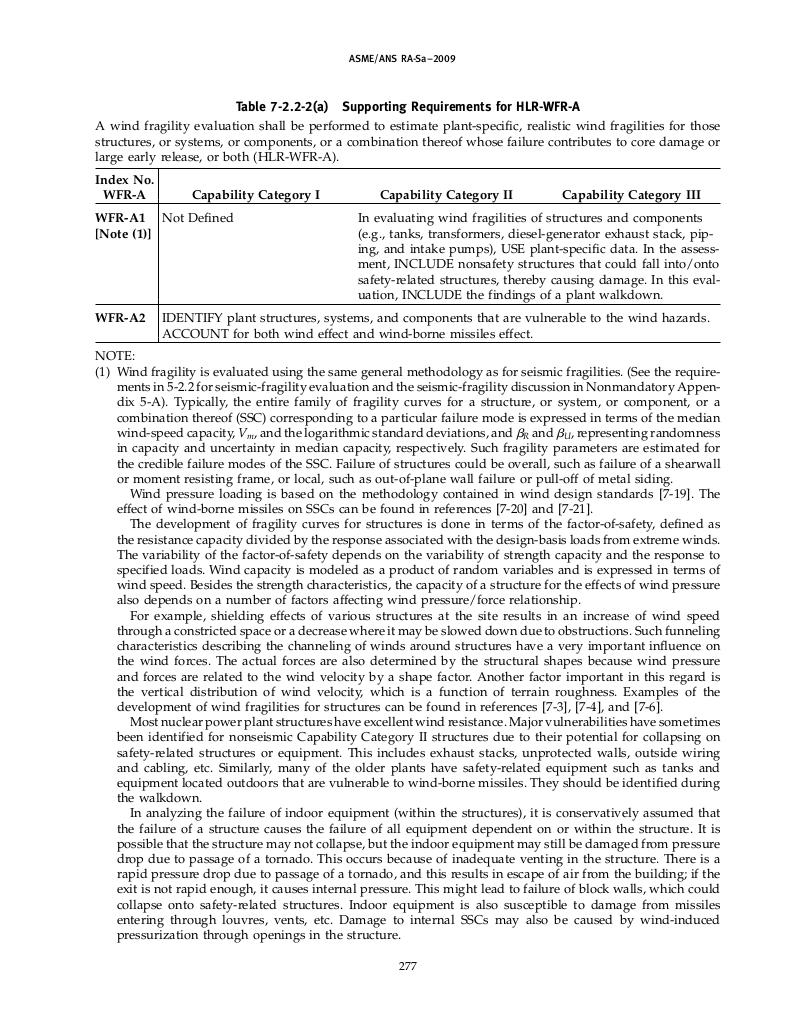 ASME/ANS RA-Sa–2009
Table 7-2.2-2(a) Supporting Requirements for HLR-WFR-A
A wind fragility evaluation shall be performed to estimate plant-specific, realistic wind fragilities for those
structures, or systems, or components, or a combination thereof whose failure contributes to core damage or
large early release, or both (HLR-WFR-A).
Index No.
WFR-A Capability Category I Capability Category II Capability Category III
WFR-A1 Not Defined In evaluating wind fragilities of structures and components
[Note (1)] (e.g., tanks, transformers, diesel-generator exhaust stack, pip-
ing, and intake pumps), USE plant-specific data. In the assess-
ment, INCLUDE nonsafety structures that could fall into/onto
safety-related structures, thereby causing damage. In this eval-
uation, INCLUDE the findings of a plant walkdown.
WFR-A2 IDENTIFY plant structures, systems, and components that are vulnerable to the wind hazards.
ACCOUNT for both wind effect and wind-borne missiles effect.
NOTE:
(1) Wind fragility is evaluated using the same general methodology as for seismic fragilities. (See the require-
ments in 5-2.2 for seismic-fragility evaluation and the seismic-fragility discussion in Nonmandatory Appen-
dix 5-A). Typically, the entire family of fragility curves for a structure, or system, or component, or a
combination thereof (SSC) corresponding to a particular failure mode is expressed in terms of the median
wind-speed capacity, Vm, and the logarithmic standard deviations, and βR and βU, representing randomness
in capacity and uncertainty in median capacity, respectively. Such fragility parameters are estimated for
the credible failure modes of the SSC. Failure of structures could be overall, such as failure of a shearwall
or moment resisting frame, or local, such as out-of-plane wall failure or pull-off of metal siding.
Wind pressure loading is based on the methodology contained in wind design standards [7-19]. The
effect of wind-borne missiles on SSCs can be found in references [7-20] and [7-21].
The development of fragility curves for structures is done in terms of the factor-of-safety, defined as
the resistance capacity divided by the response associated with the design-basis loads from extreme winds.
The variability of the factor-of-safety depends on the variability of strength capacity and the response to
specified loads. Wind capacity is modeled as a product of random variables and is expressed in terms of
wind speed. Besides the strength characteristics, the capacity of a structure for the effects of wind pressure
also depends on a number of factors affecting wind pressure/force relationship.
For example, shielding effects of various structures at the site results in an increase of wind speed
through a constricted space or a decrease where it may be slowed down due to obstructions. Such funneling
characteristics describing the channeling of winds around structures have a very important influence on
the wind forces. The actual forces are also determined by the structural shapes because wind pressure
and forces are related to the wind velocity by a shape factor. Another factor important in this regard is
the vertical distribution of wind velocity, which is a function of terrain roughness. Examples of the
development of wind fragilities for structures can be found in references [7-3], [7-4], and [7-6].
Most nuclear power plant structures have excellent wind resistance. Major vulnerabilities have sometimes
been identified for nonseismic Capability Category II structures due to their potential for collapsing on
safety-related structures or equipment. This includes exhaust stacks, unprotected walls, outside wiring
and cabling, etc. Similarly, many of the older plants have safety-related equipment such as tanks and
equipment located outdoors that are vulnerable to wind-borne missiles. They should be identified during
the walkdown.
In analyzing the failure of indoor equipment (within the structures), it is conservatively assumed that
the failure of a structure causes the failure of all equipment dependent on or within the structure. It is
possible that the structure may not collapse, but the indoor equipment may still be damaged from pressure
drop due to passage of a tornado. This occurs because of inadequate venting in the structure. There is a
rapid pressure drop due to passage of a tornado, and this results in escape of air from the building; if the
exit is not rapid enough, it causes internal pressure. This might lead to failure of block walls, which could
collapse onto safety-related structures. Indoor equipment is also susceptible to damage from missiles
entering through louvres, vents, etc. Damage to internal SSCs may also be caused by wind-induced
pressurization through openings in the structure.
277